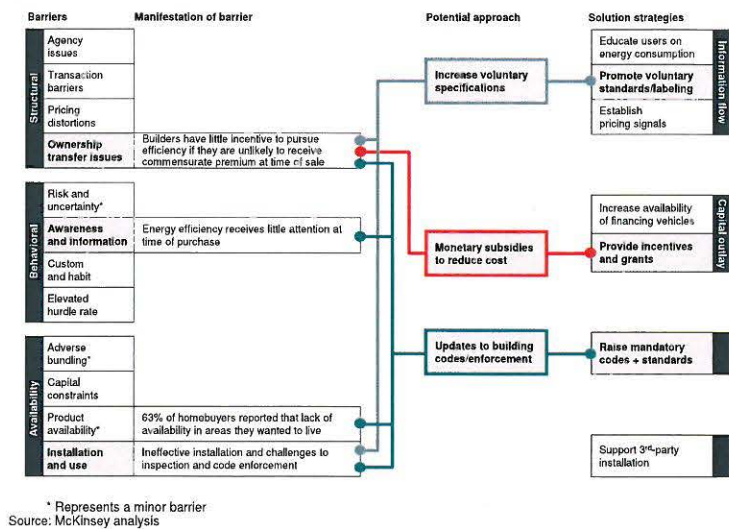 Barriers
Manifestation of barrier
Potential approach
Solution strategies
Structural
Agency
issues
Transaction
barriers
Pricing
distortions
Ownership
transfer issues
Builders have little incentive to pursue
efficiency if they are unlikely to receive
commensurate premium at time of sale
Behavioral
Risk and
uncertainty*
Awareness
and information
Energy efficiency receives little attention at
time of purchase
Custom
and habit
Elevated
hurdle rate
Availability
Adverse
bundling*
Capital
constraints
Product
availability*
63% of homebuyers reported that lack of
availability in areas they wanted to live
Installation
and use
Ineffective installation and challenges to
inspection and code enforcement
Increase voluntary
specifications
Monetary subsidies
to reduce cost
Updates to building
codes/enforcement
Educate users on
energy consumption
Promote voluntary
standards/labeling
Establish
pricing signals
Information flow
Increase availability
of financing vehicles
Provide incentives
and grants
Capital outlay
Raise mandatory
codes + standards
Support 3rd-party
installation
* Represents a minor barrier
Source: McKinsey analysis